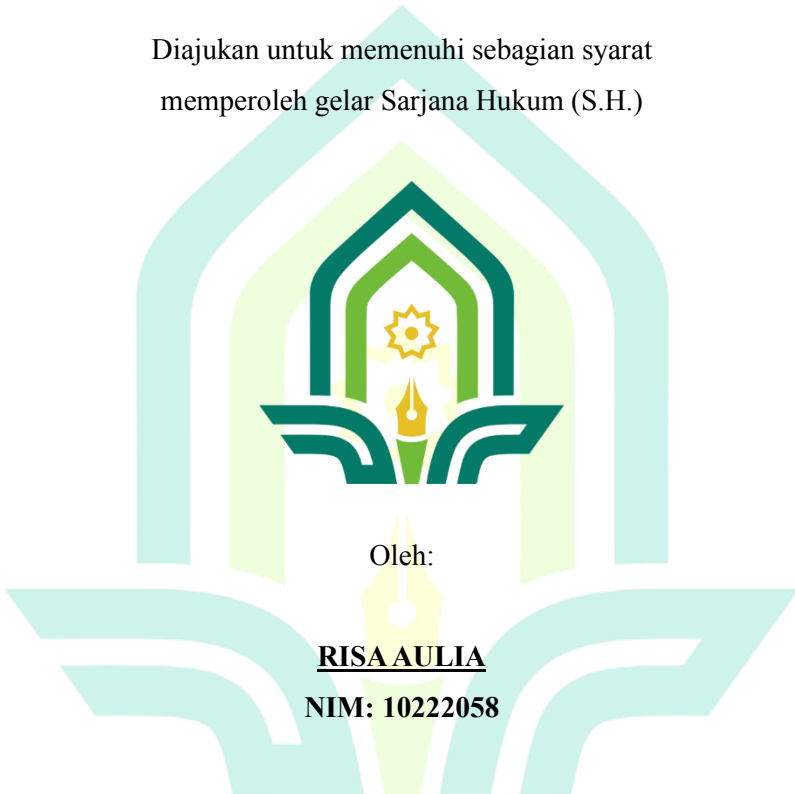 Diajukan untuk memenuhi sebagian syarat
memperoleh gelar Sarjana Hukum (S.H.)
Oleh:
RISA AULIA
NIM: 10222058